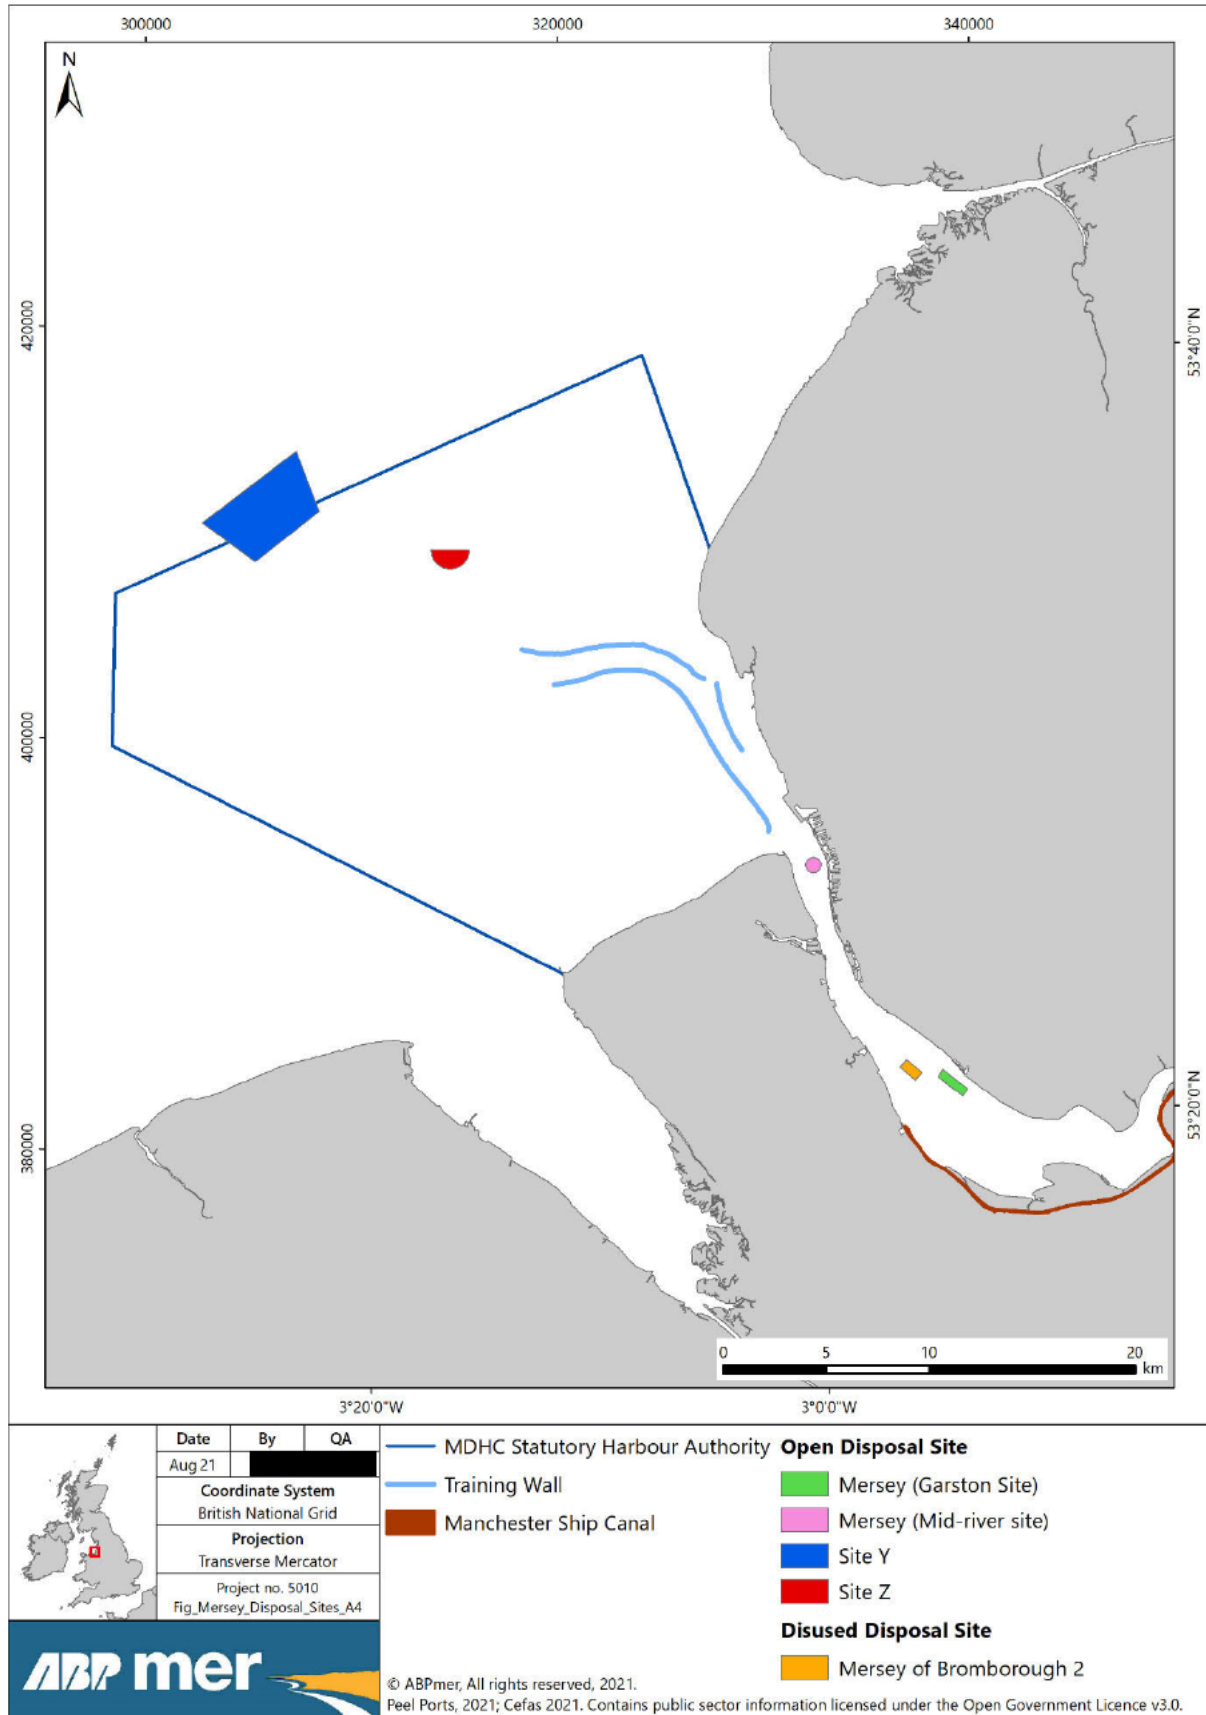 300000 320000 340000
N
420000
400000
380000
53°40'0"N
53°20'0"N
0 5 10 20
km
3°20'0"W 3°0'0"W
Date By QA
Aug 21
Coordinate System
British National Grid
Projection
Transverse Mercator
Project no. 5010
Fig_Mersey_Disposal_Sites_A4
ABP mer
MDHC Statutory Harbour Authority
Training Wall
Manchester Ship Canal
Open Disposal Site
Mersey (Garston Site)
Mersey (Mid-river site)
Site Y
Site Z
Disused Disposal Site
Mersey of Bromborough 2
© ABPmer, All rights reserved, 2021.
Peel Ports, 2021; Cefas 2021. Contains public sector information licensed under the Open Government Licence v3.0.